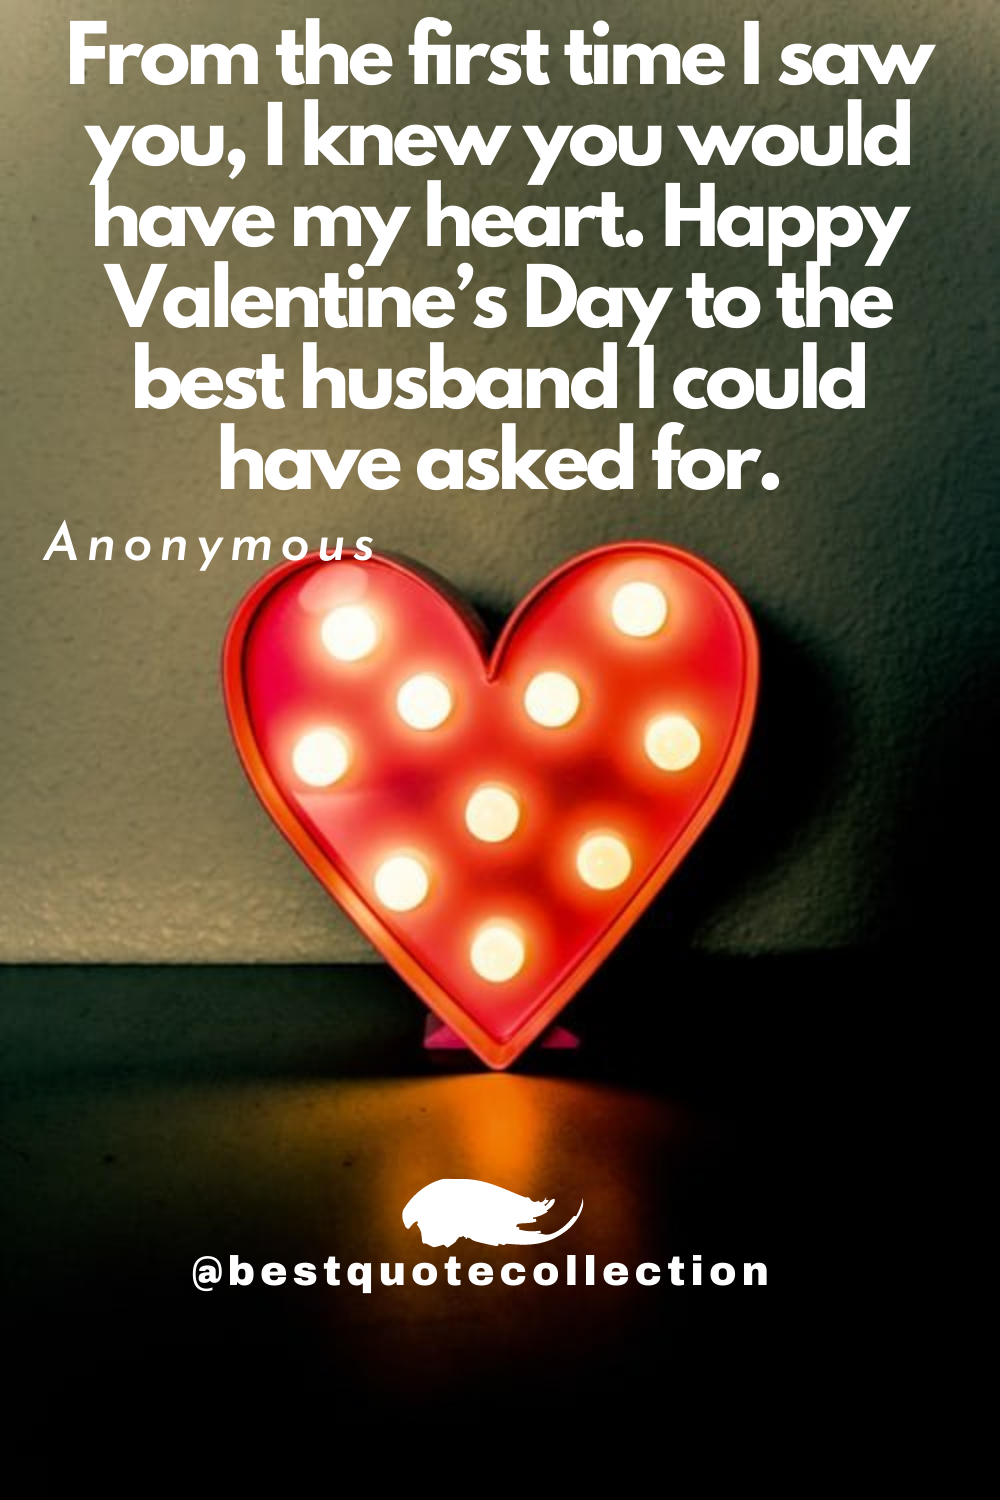 From the first time I saw
you, I knew you would
have my heart. Happy
Valentine’s Day to the
best husband I could
have asked for.
Anonymous
@bestquotecollection